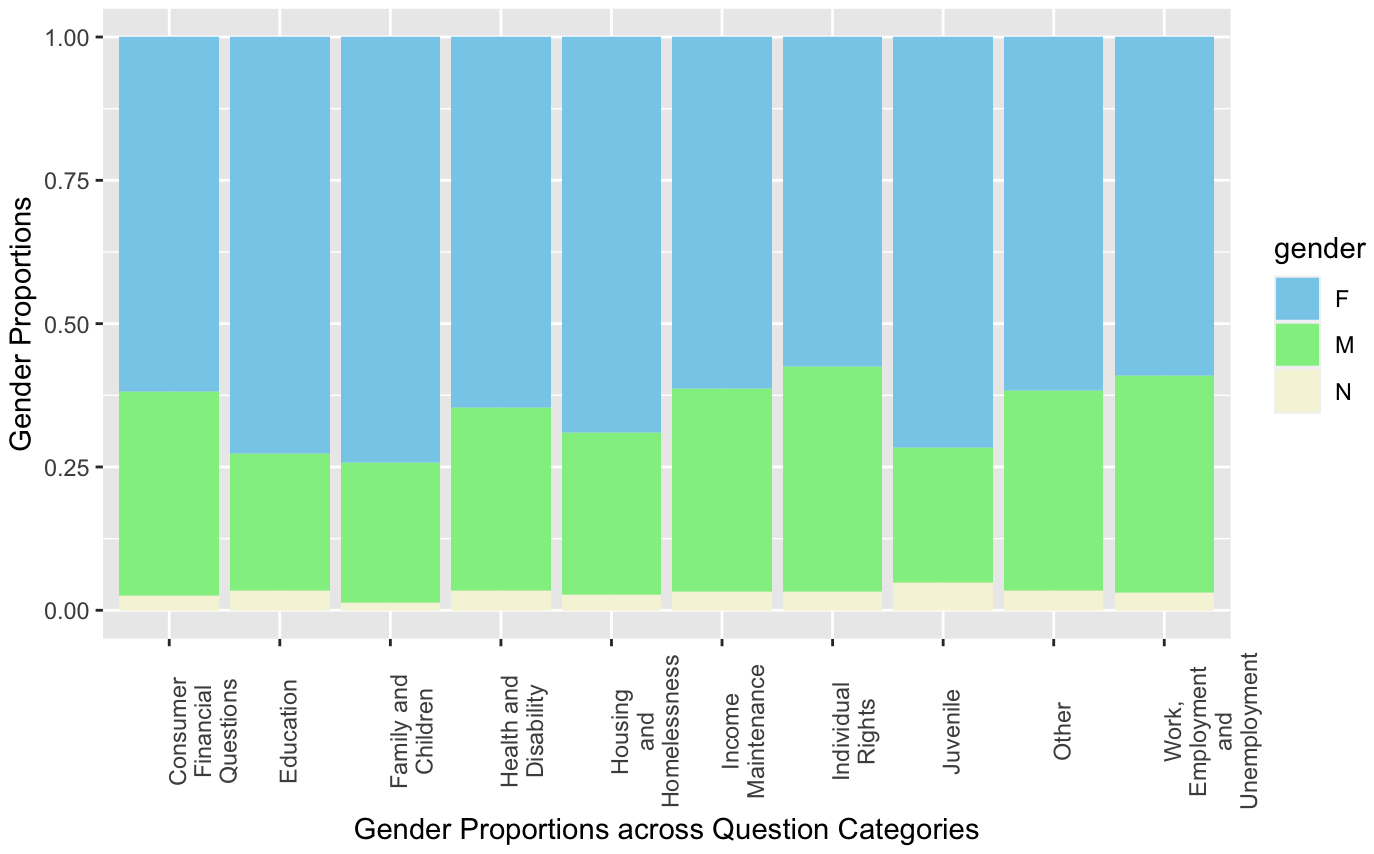 1.00
0.75
0.50
0.25
0.00
Gender Proportions
Consumer
Financial
Questions
Education
Family and
Children
Health and
Disability
Housing
and
Homelessness
Income
Maintenance
Individual
Rights
Juvenile
Other
Work,
Employment
and
Unemployment
Gender Proportions across Question Categories
gender
F
M
N